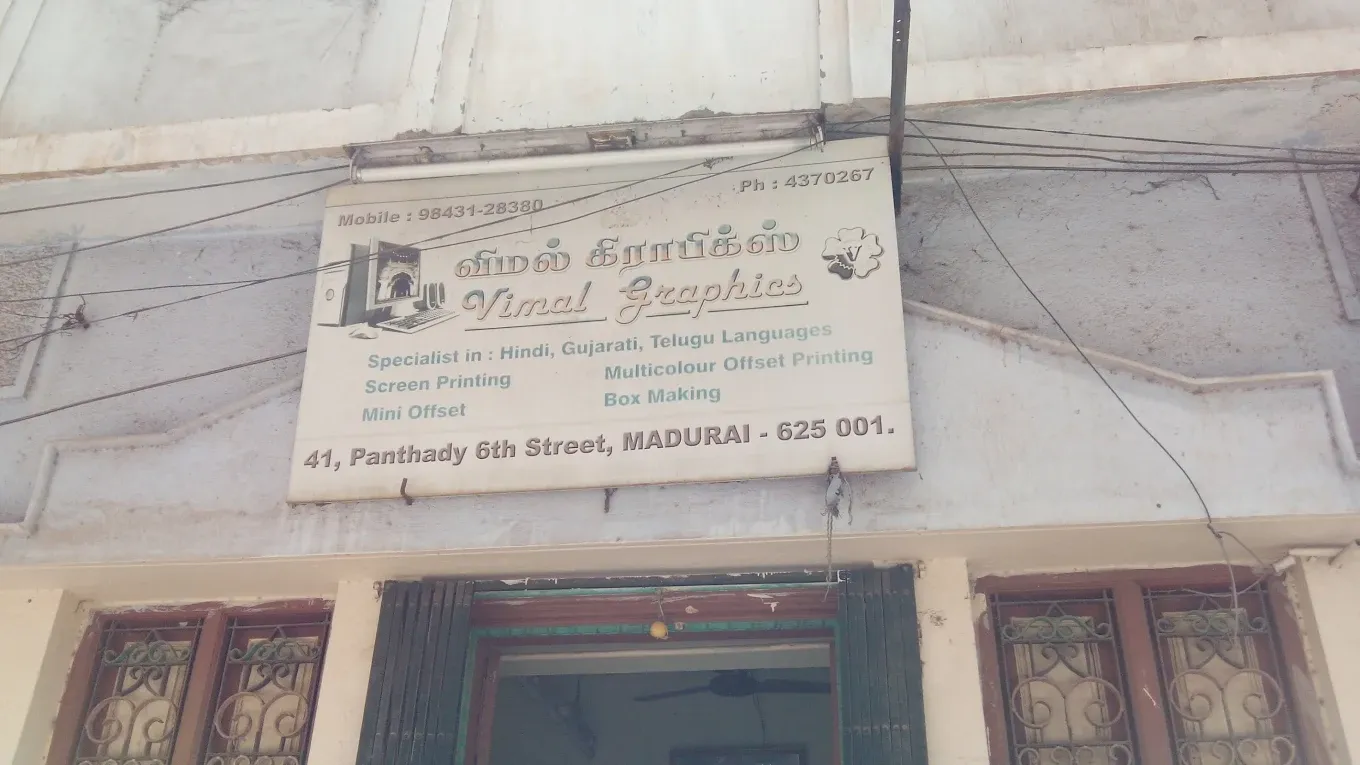 Mobile : 98431-28380
Ph : 4370267
விமல் கிராபிக்ஸ்
V
Vimal Graphics
Specialist in : Hindi, Gujarati, Telugu Languages
Screen Printing
Multicolour Offset Printing
Mini Offset
Box Making
41, Panthady 6th Street, MADURAI - 625 001.